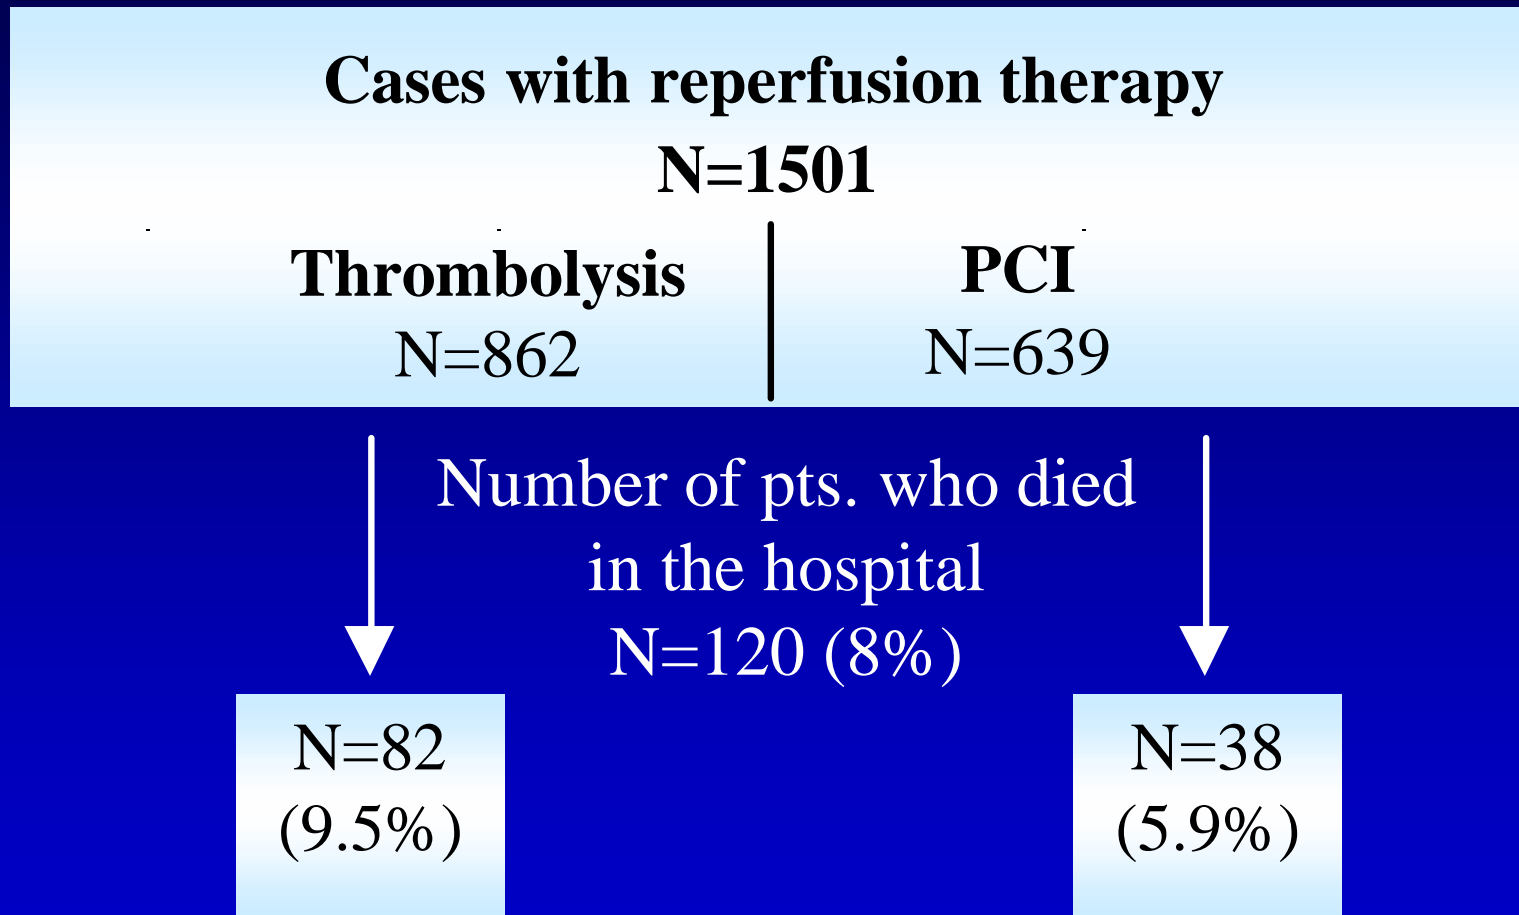 Cases with reperfusion therapy
N=1501
Thrombolysis
N=862
PCI
N=639
Number of pts. who died
in the hospital
N=120 (8%)
N=82
(9.5%)
N=38
(5.9%)